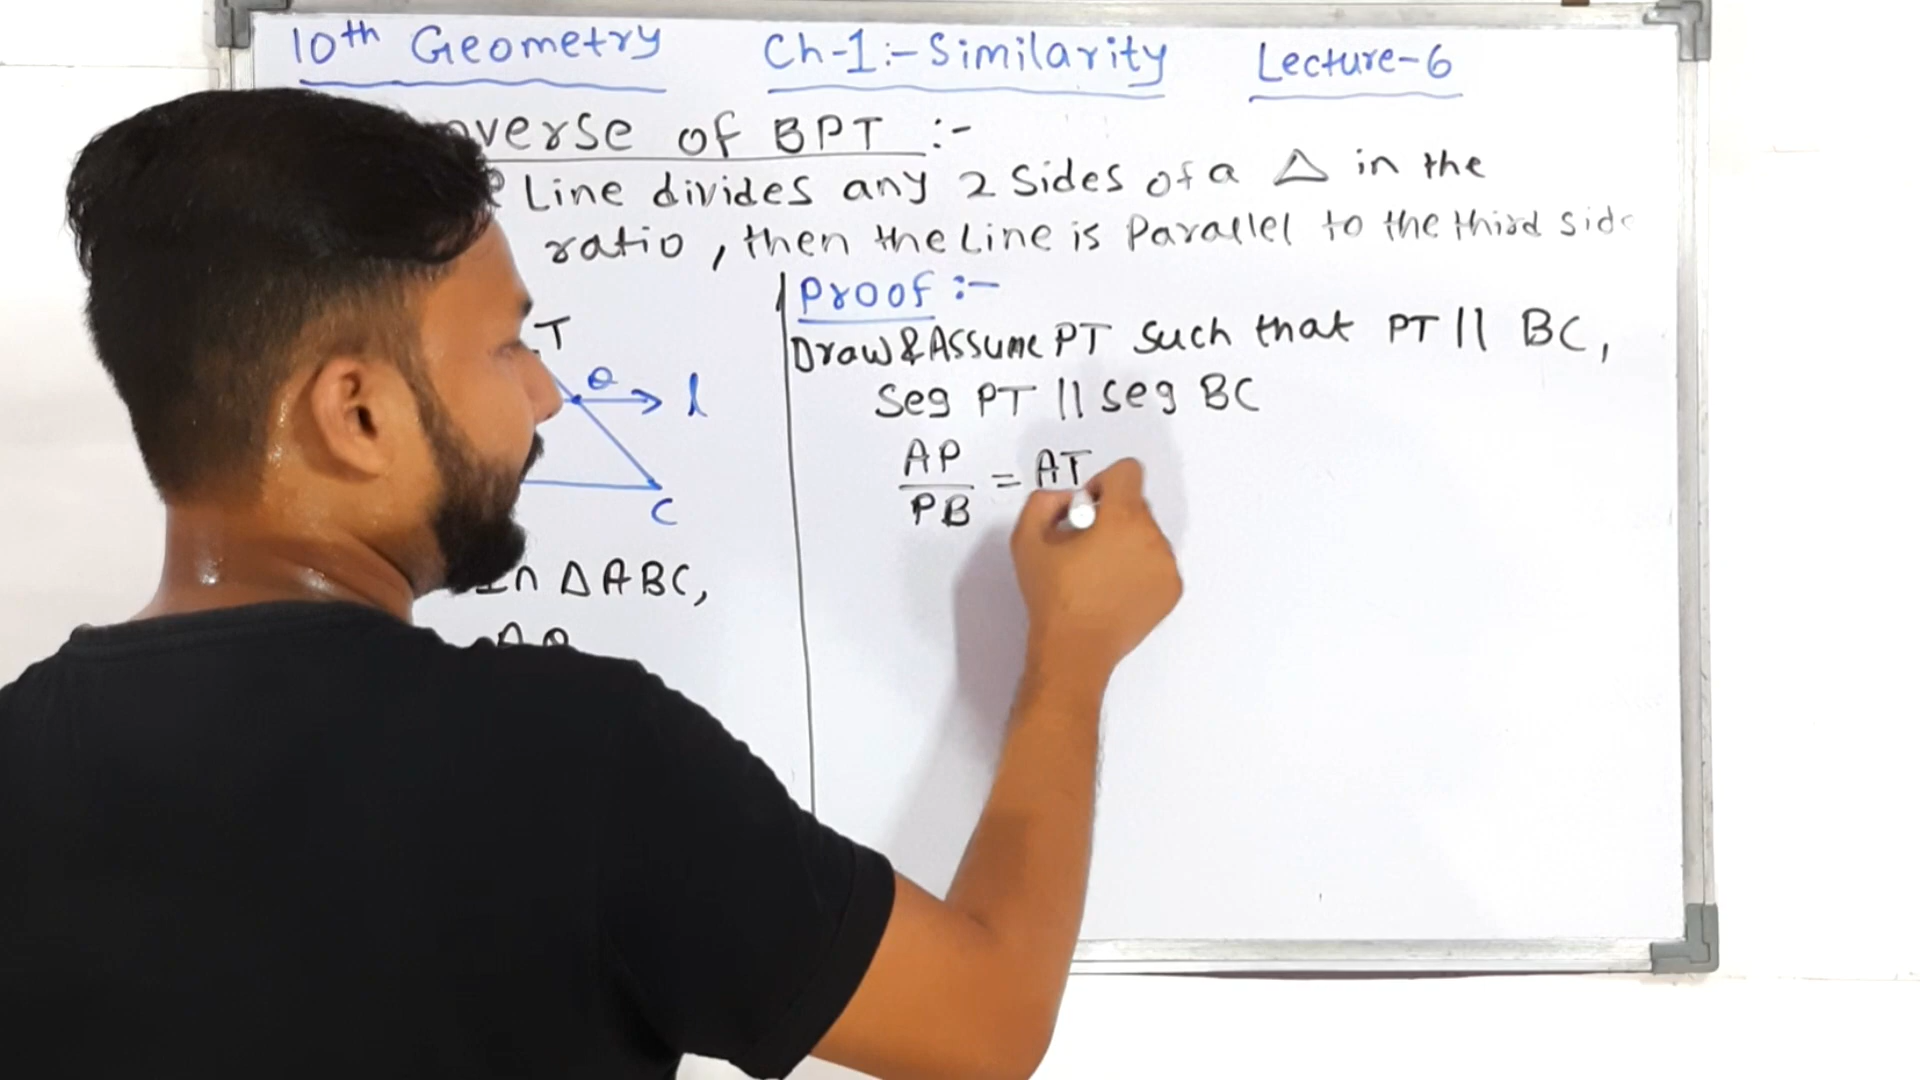 10th Geometry Ch-1:- Similarity Lecture-6
verse of BPT :-
Line divides any 2 Sides of a △ in the
ratio, then the Line is Parallel to the third side
Proof :-
Draw & Assume PT such that PT || BC,
seg PT || seg BC
AP/PB = AT
T
Q
l
C
In △ABC,